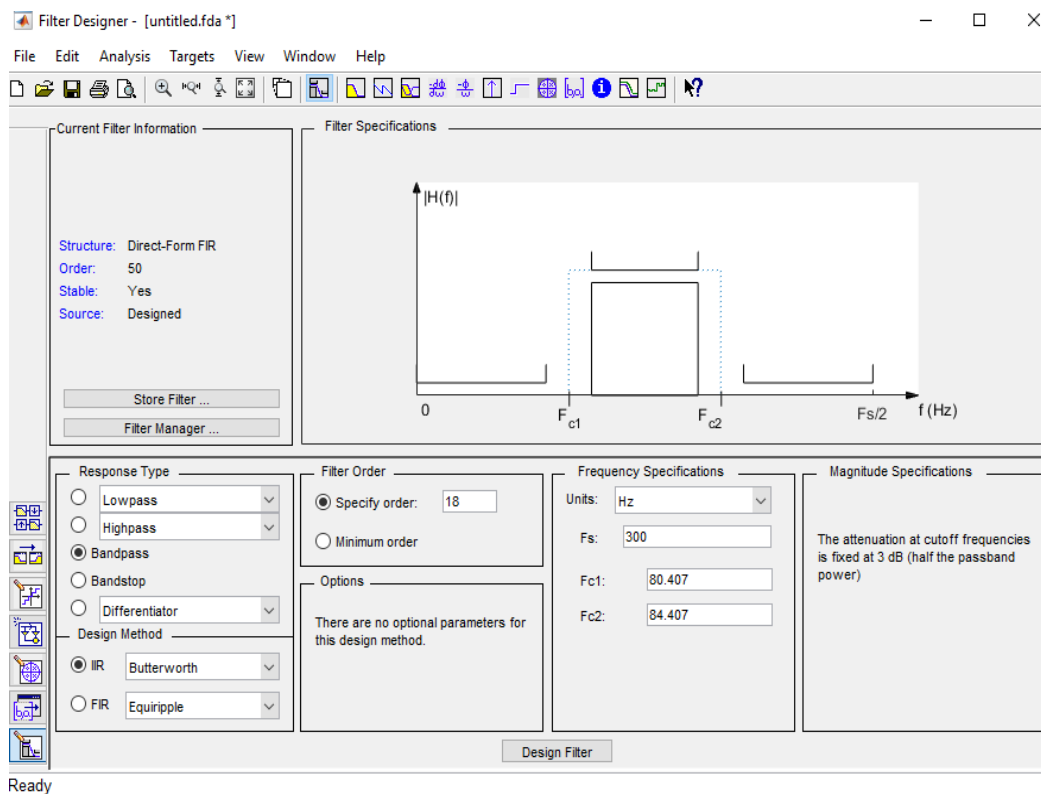 Filter Designer - [untitled.fda *]
File Edit Analysis Targets View Window Help
Current Filter Information
Structure: Direct-Form FIR
Order: 50
Stable: Yes
Source: Designed
Store Filter ...
Filter Manager ...
Filter Specifications
|H(f)|
0 Fc1 Fc2 Fs/2 f (Hz)
Response Type
Lowpass
Highpass
Bandpass
Bandstop
Differentiator
Design Method
IIR Butterworth
FIR Equiripple
Filter Order
Specify order: 18
Minimum order
Options
There are no optional parameters for
this design method.
Frequency Specifications
Units: Hz
Fs: 300
Fc1: 80.407
Fc2: 84.407
Magnitude Specifications
The attenuation at cutoff frequencies
is fixed at 3 dB (half the passband
power)
Design Filter
Ready